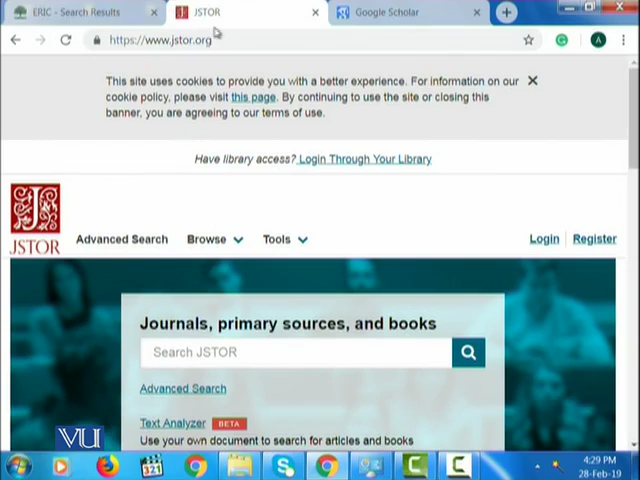 ERIC - Search Results
JSTOR
Google Scholar
https://www.jstor.org
A
This site uses cookies to provide you with a better experience. For information on our
cookie policy, please visit this page. By continuing to use the site or closing this
banner, you are agreeing to our terms of use.
Have library access? Login Through Your Library
J
JSTOR
Advanced Search Browse Tools
Login Register
Journals, primary sources, and books
Search JSTOR
Advanced Search
Text Analyzer BETA
Use your own document to search for articles and books
VU
321
4:29 PM
28-Feb-19